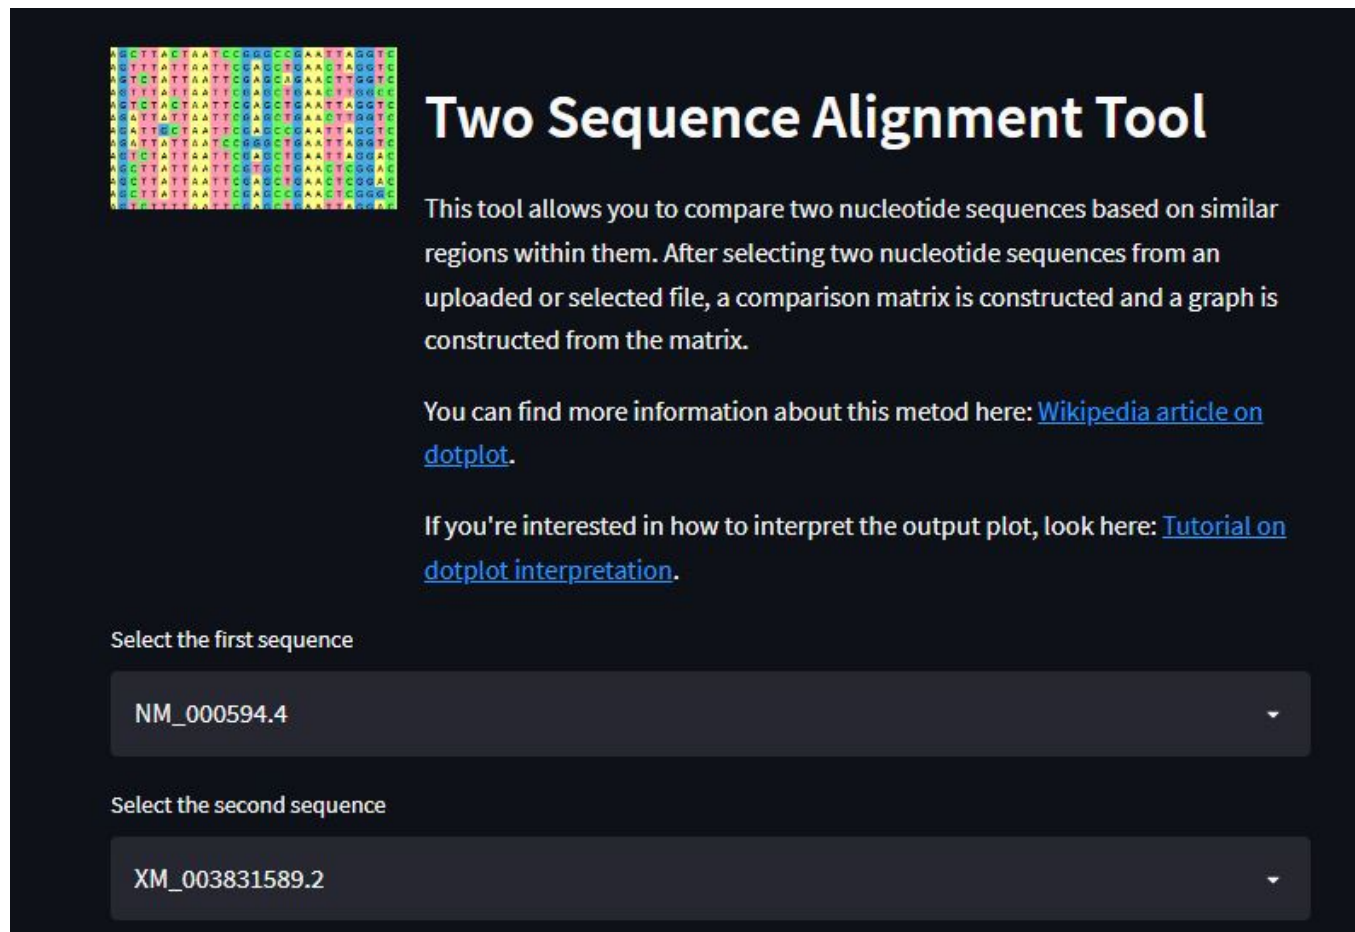 Two Sequence Alignment Tool
This tool allows you to compare two nucleotide sequences based on similar
regions within them. After selecting two nucleotide sequences from an
uploaded or selected file, a comparison matrix is constructed and a graph is
constructed from the matrix.
You can find more information about this metod here: Wikipedia article on
dotplot.
If you're interested in how to interpret the output plot, look here: Tutorial on
dotplot interpretation.
Select the first sequence
NM_000594.4
Select the second sequence
XM_003831589.2